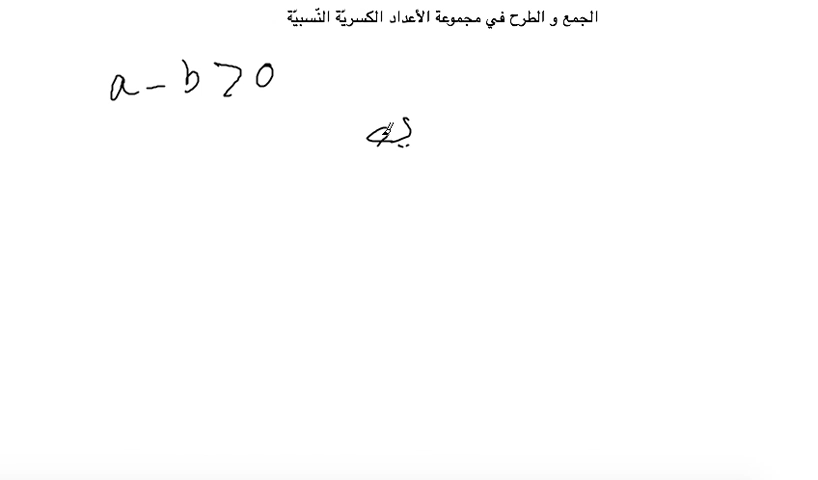 الجمع و الطرح في مجموعة الأعداد الكسريّة النّسبيّة
a - b > 0